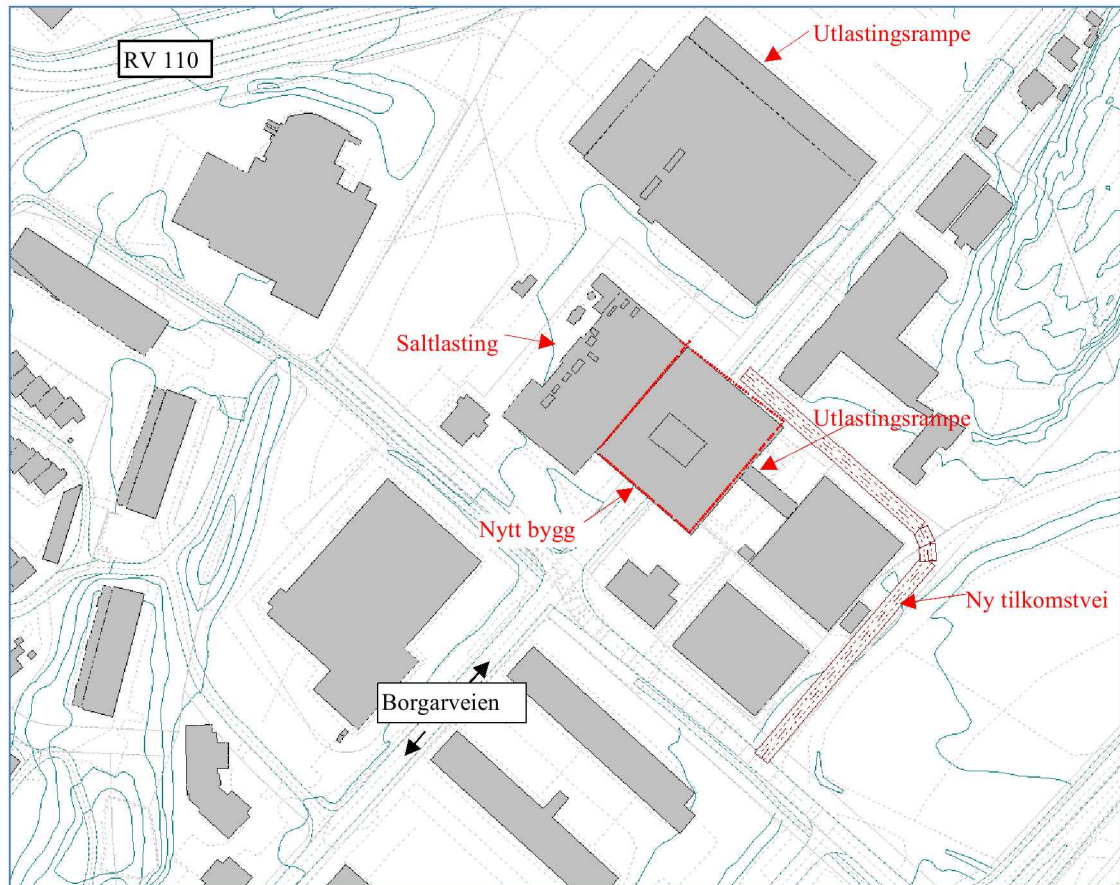 Utlastingsrampe
RV 110
Saltlasting
Utlastingsrampe
Nytt bygg
Ny tilkomstvei
Borgarveien